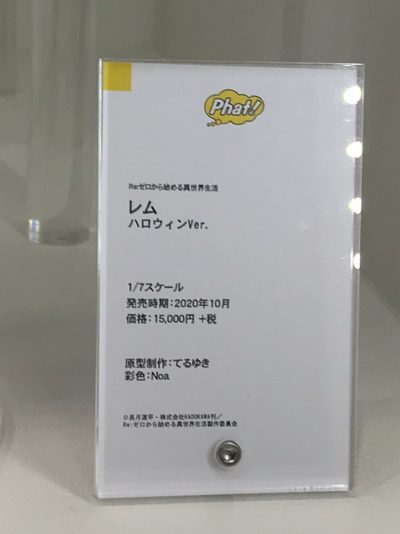 Phat!
Re:ゼロから始める異世界生活
レム
ハロウィンVer.
1/7スケール
発売時期:2020年10月
価格:15,000円 +税
原型制作:てるゆき
彩色:Noa
©長月達平・株式会社KADOKAWA刊/
Re:ゼロから始める異世界生活製作委員会